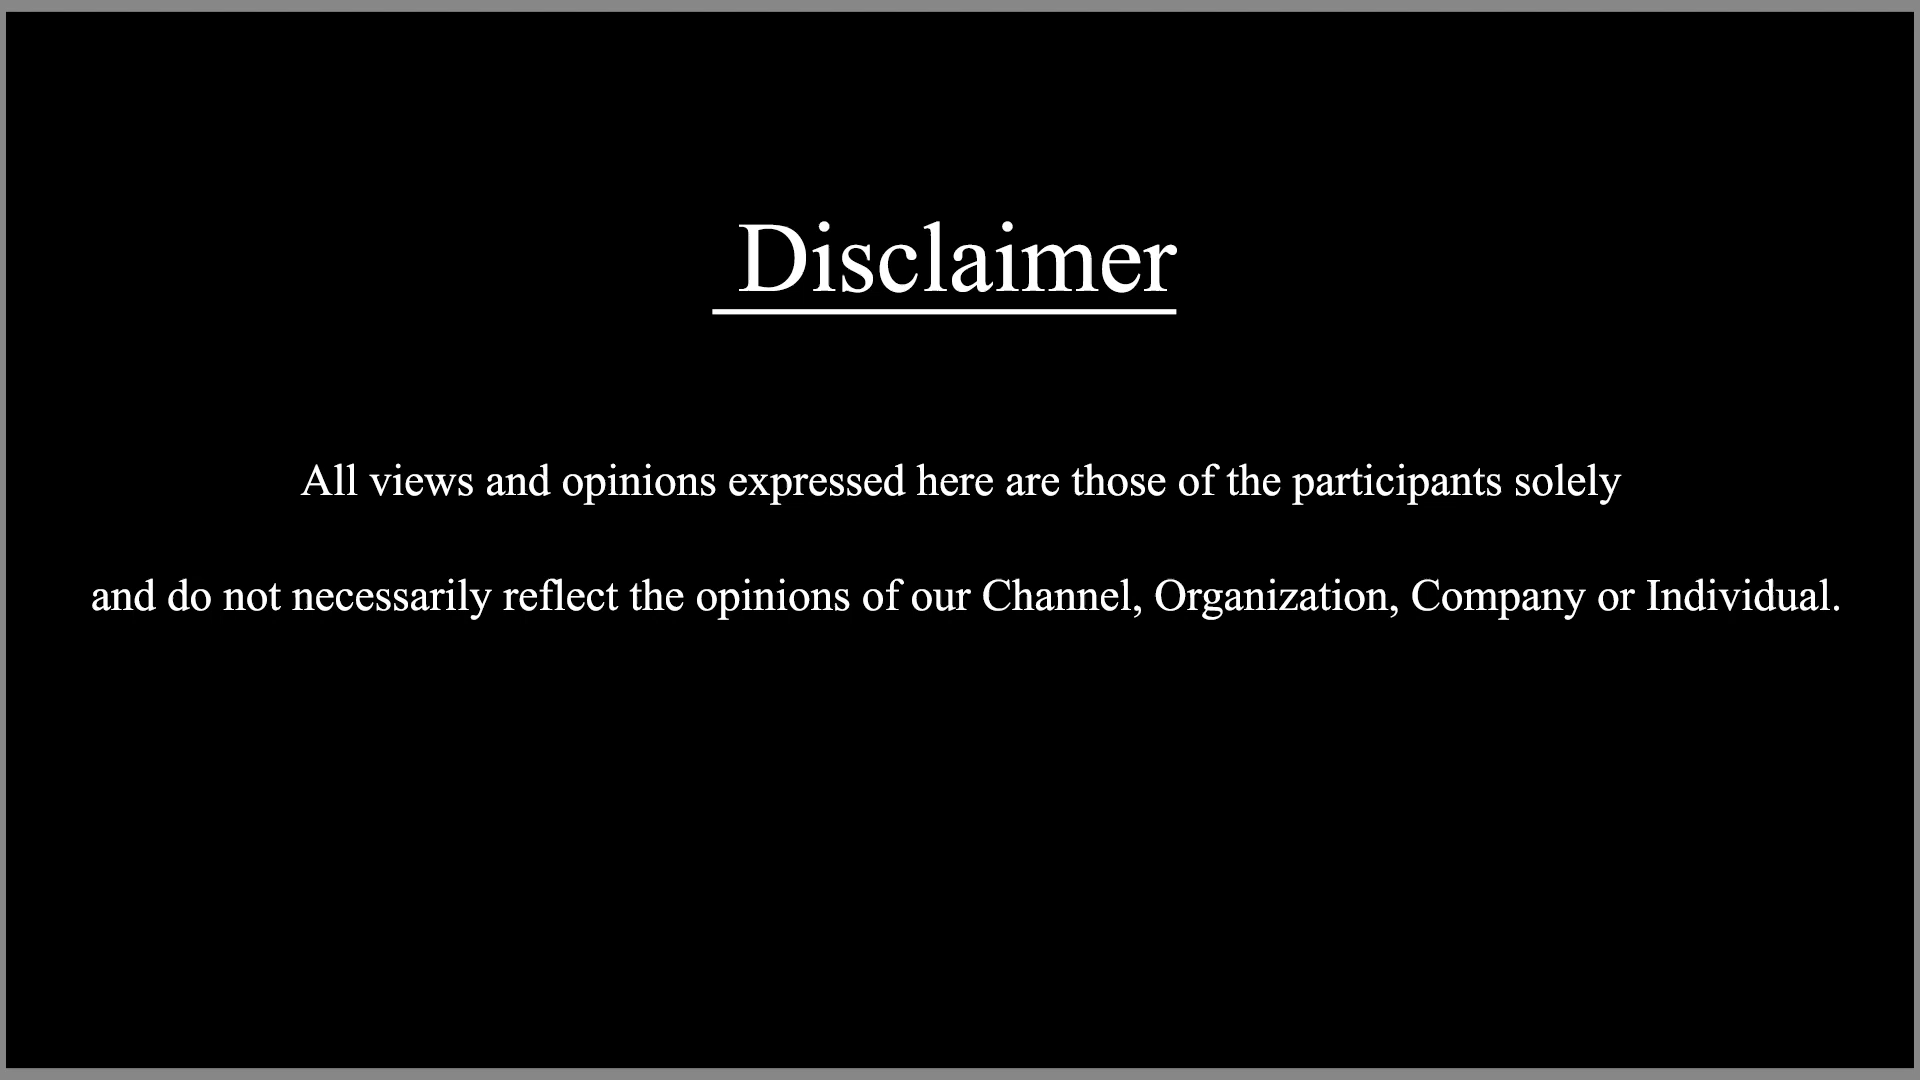 Disclaimer
All views and opinions expressed here are those of the participants solely
and do not necessarily reflect the opinions of our Channel, Organization, Company or Individual.